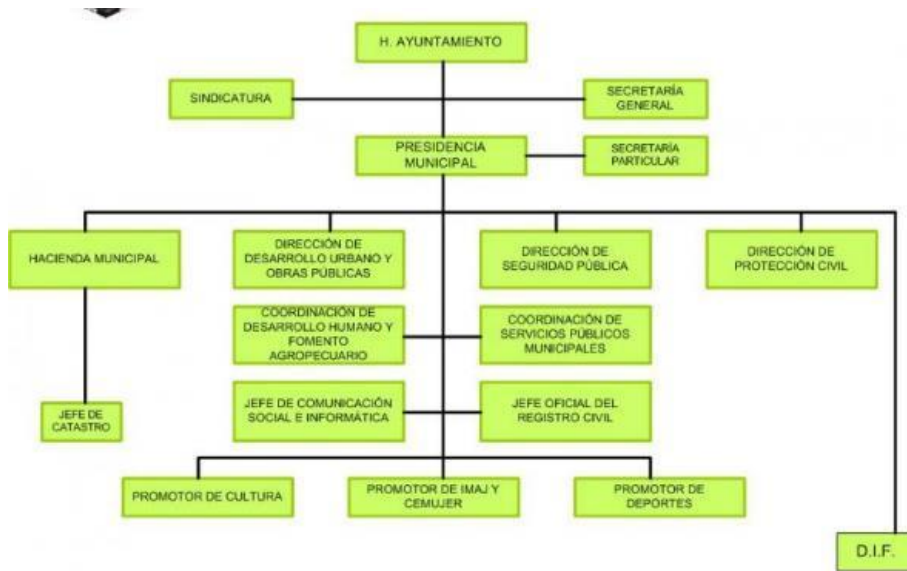 H. AYUNTAMIENTO
SINDICATURA
SECRETARÍA
GENERAL
PRESIDENCIA
MUNICIPAL
SECRETARÍA
PARTICULAR
HACIENDA MUNICIPAL
DIRECCIÓN DE
DESARROLLO URBANO Y
OBRAS PÚBLICAS
DIRECCIÓN DE
SEGURIDAD PÚBLICA
DIRECCIÓN DE
PROTECCIÓN CIVIL
COORDINACIÓN DE
DESARROLLO HUMANO Y
FOMENTO
AGROPECUARIO
COORDINACIÓN DE
SERVICIOS PÚBLICOS
MUNICIPALES
JEFE DE
CATASTRO
JEFE DE COMUNICACIÓN
SOCIAL E INFORMÁTICA
JEFE OFICIAL DEL
REGISTRO CIVIL
PROMOTOR DE CULTURA
PROMOTOR DE IMAJ Y
CEMUJER
PROMOTOR DE
DEPORTES
D.I.F.